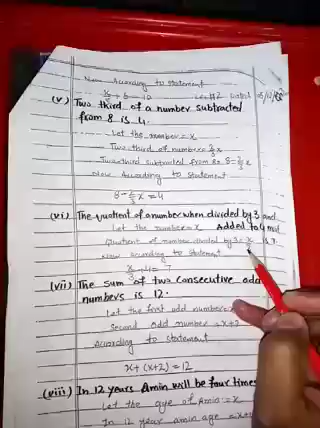 Now According to statement
x/3 + 8 = 12
(v) Two third of a number subtracted
from 8 is 4.
Let the number = x
Two third of number = 2/3 x
Two third subtracted from 8 = 8 - 2/3 x
Now According to statement
8 - 2/3 x = 4
(vi) The quotient of a number when divided by 3 and
Let the number = x Added to 4
Quotient of number divided by 3 = x/3 is 7
Now according to statement
x/3 + 4 = 7
(vii) The sum of two consecutive odd
numbers is 12.
Let the first odd number = x
Second odd number = x+2
According to statement
x + (x+2) = 12
(viii) In 12 years Amin will be four times
Let the age of Amin = x
In 12 year amin age